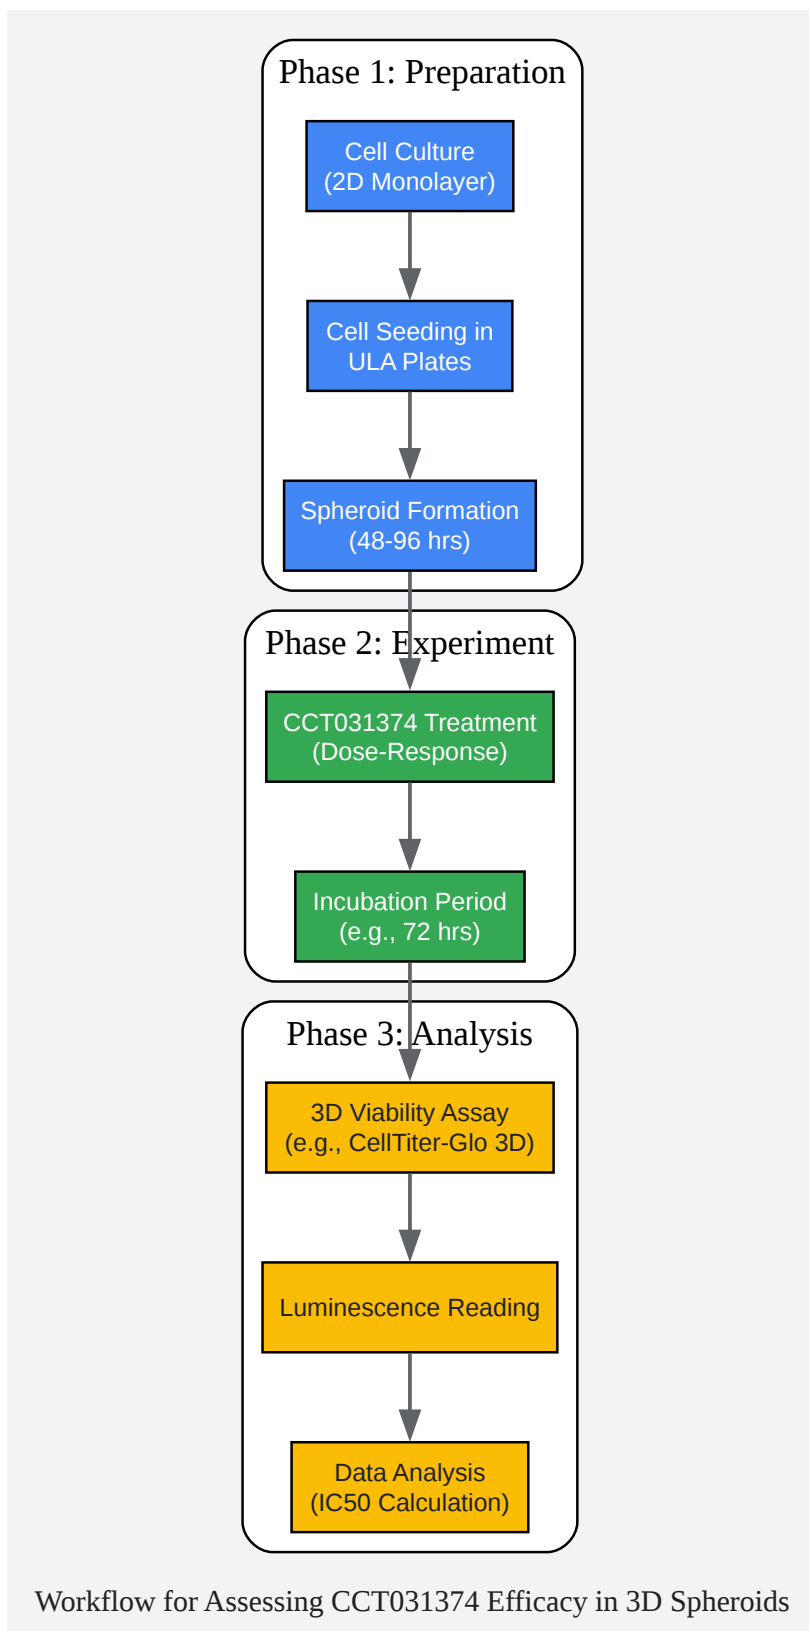 Phase 1: Preparation
Cell Culture
(2D Monolayer)
Cell Seeding in
ULA Plates
Spheroid Formation
(48-96 hrs)
Phase 2: Experiment
CCT031374 Treatment
(Dose-Response)
Incubation Period
(e.g., 72 hrs)
Phase 3: Analysis
3D Viability Assay
(e.g., CellTiter-Glo 3D)
Luminescence Reading
Data Analysis
(IC50 Calculation)
Workflow for Assessing CCT031374 Efficacy in 3D Spheroids